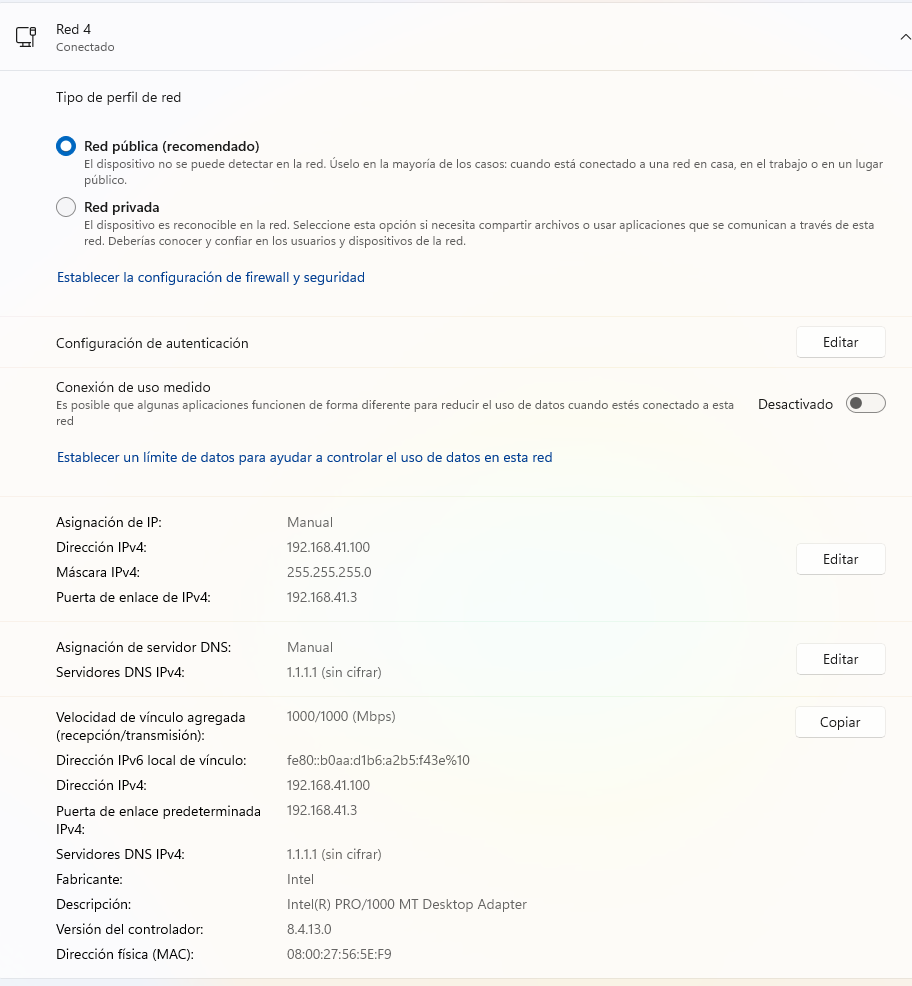 Red 4
Conectado
Tipo de perfil de red
Red pública (recomendado)
El dispositivo no se puede detectar en la red. Úselo en la mayoría de los casos: cuando está conectado a una red en casa, en el trabajo o en un lugar
público.
Red privada
El dispositivo es reconocible en la red. Seleccione esta opción si necesita compartir archivos o usar aplicaciones que se comunican a través de esta
red. Deberías conocer y confiar en los usuarios y dispositivos de la red.
Establecer la configuración de firewall y seguridad
Configuración de autenticación
Editar
Conexión de uso medido
Es posible que algunas aplicaciones funcionen de forma diferente para reducir el uso de datos cuando estés conectado a esta
red
Desactivado
Establecer un límite de datos para ayudar a controlar el uso de datos en esta red
Asignación de IP: Manual
Dirección IPv4: 192.168.41.100
Máscara IPv4: 255.255.255.0
Puerta de enlace de IPv4: 192.168.41.3
Editar
Asignación de servidor DNS: Manual
Servidores DNS IPv4: 1.1.1.1 (sin cifrar)
Editar
Velocidad de vínculo agregada 1000/1000 (Mbps)
(recepción/transmisión):
Copiar
Dirección IPv6 local de vínculo: fe80::b0aa:d1b6:a2b5:f43e%10
Dirección IPv4: 192.168.41.100
Puerta de enlace predeterminada 192.168.41.3
IPv4:
Servidores DNS IPv4: 1.1.1.1 (sin cifrar)
Fabricante: Intel
Descripción: Intel(R) PRO/1000 MT Desktop Adapter
Versión del controlador: 8.4.13.0
Dirección física (MAC): 08:00:27:56:5E:F9